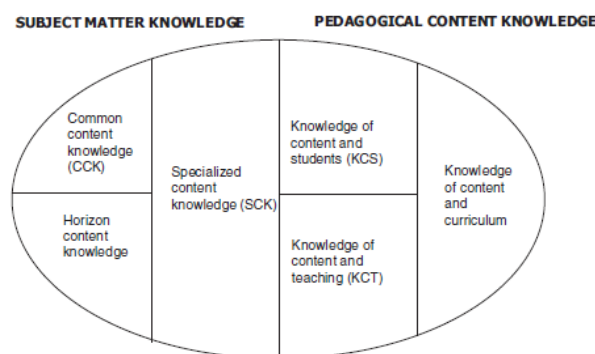 SUBJECT MATTER KNOWLEDGE
PEDAGOGICAL CONTENT KNOWLEDGE
Common
content
knowledge
(CCK)
Horizon
content
knowledge
Specialized
content
knowledge (SCK)
Knowledge of
content and
students (KCS)
Knowledge of
content and
teaching (KCT)
Knowledge
of content
and
curriculum